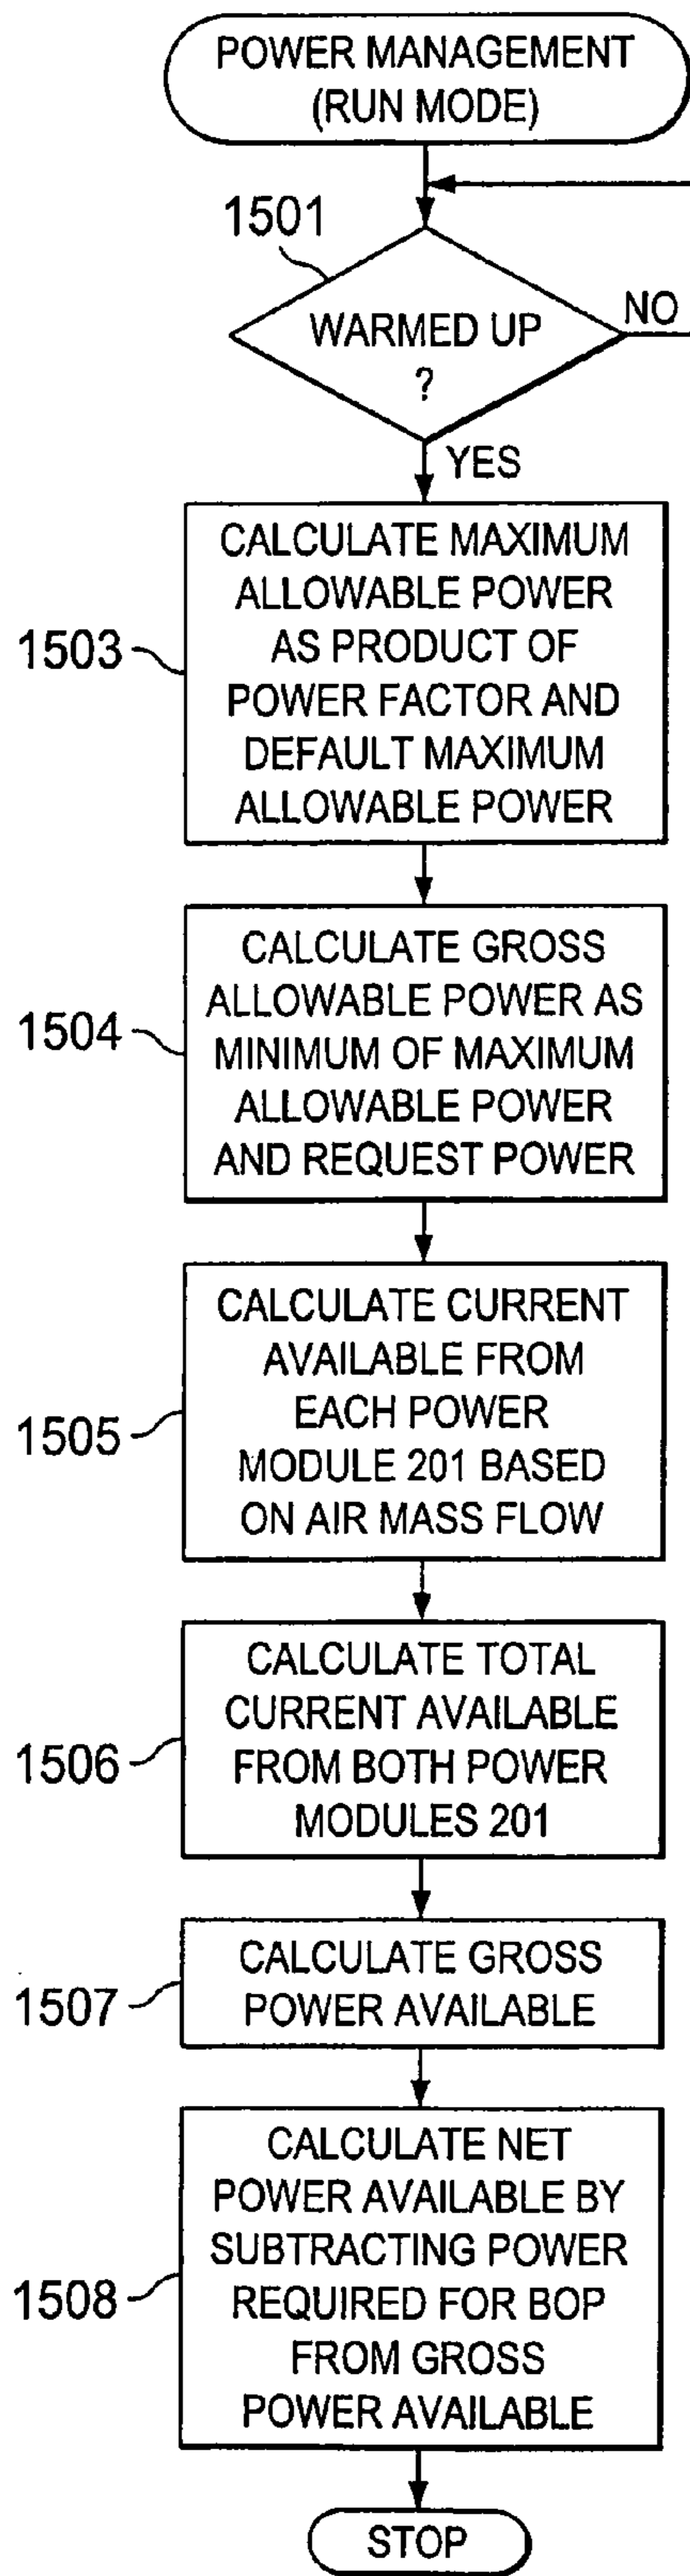 POWER MANAGEMENT
(RUN MODE)
1501
WARMED UP
?
NO
YES
1503
CALCULATE MAXIMUM
ALLOWABLE POWER
AS PRODUCT OF
POWER FACTOR AND
DEFAULT MAXIMUM
ALLOWABLE POWER
1504
CALCULATE GROSS
ALLOWABLE POWER AS
MINIMUM OF MAXIMUM
ALLOWABLE POWER
AND REQUEST POWER
1505
CALCULATE CURRENT
AVAILABLE FROM
EACH POWER
MODULE 201 BASED
ON AIR MASS FLOW
1506
CALCULATE TOTAL
CURRENT AVAILABLE
FROM BOTH POWER
MODULES 201
1507
CALCULATE GROSS
POWER AVAILABLE
1508
CALCULATE NET
POWER AVAILABLE BY
SUBTRACTING POWER
REQUIRED FOR BOP
FROM GROSS
POWER AVAILABLE
STOP